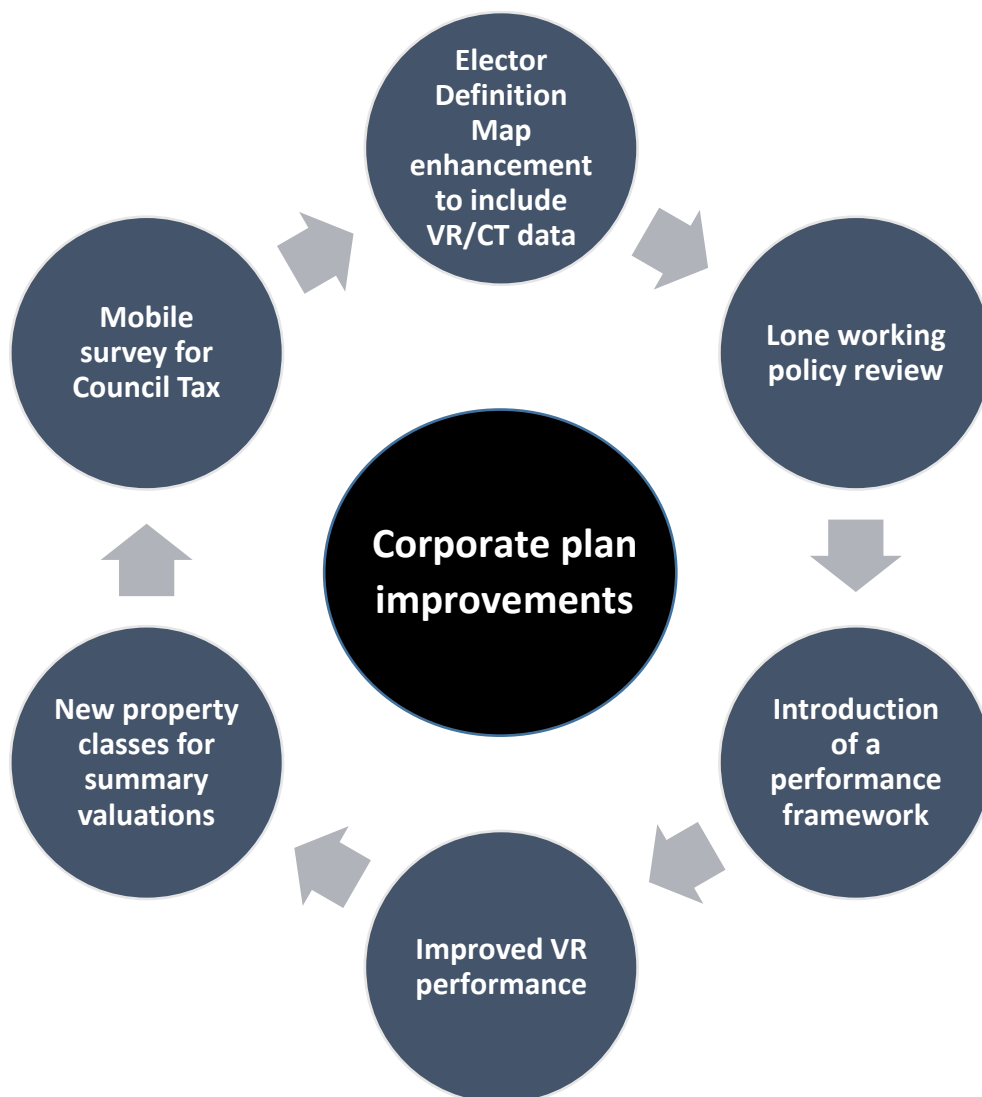 Elector
Definition
Map
enhancement
to include
VR/CT data
Lone working
policy review
Introduction
of a
performance
framework
Improved VR
performance
New property
classes for
summary
valuations
Mobile
survey for
Council Tax
Corporate plan
improvements